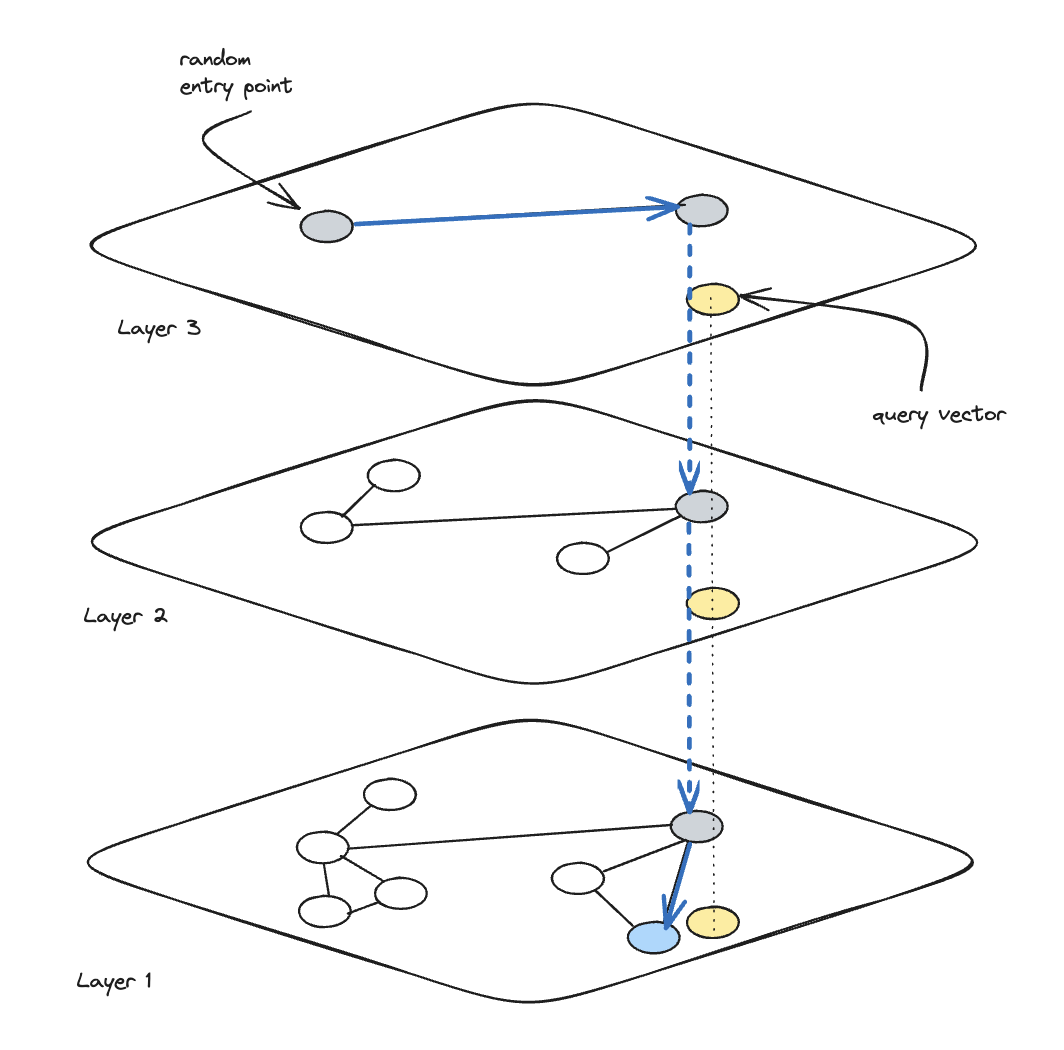 random
entry point
Layer 3
query vector
Layer 2
Layer 1